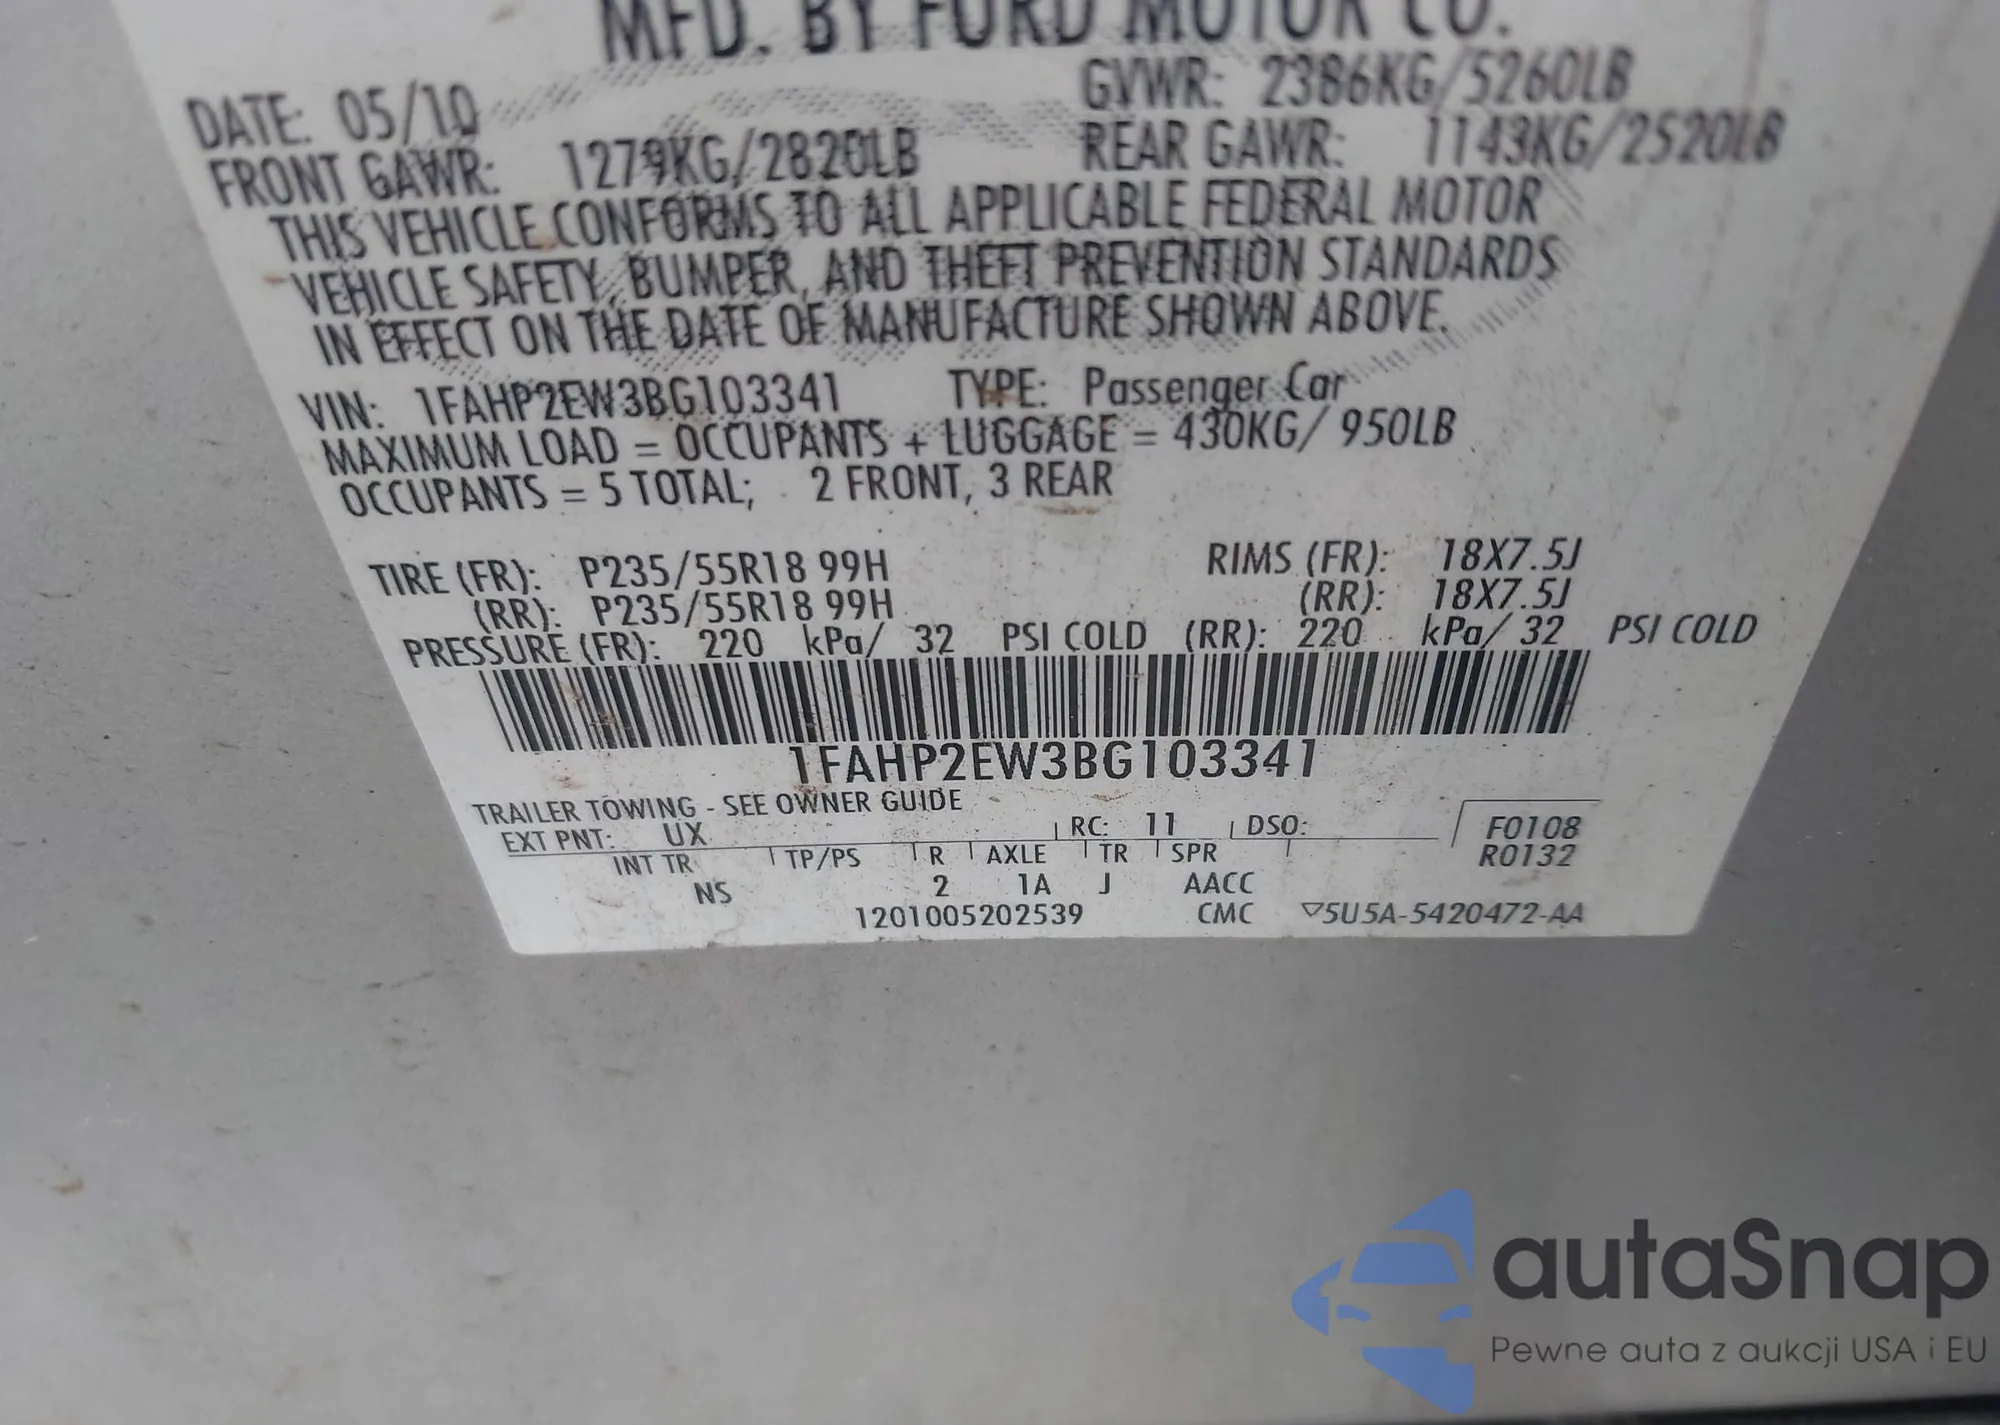 MFD. BY FORD MOTOR CO.
DATE: 05/10 GVWR: 2386KG/5260LB
FRONT GAWR: 1279KG/2820LB REAR GAWR: 1143KG/2520LB
THIS VEHICLE CONFORMS TO ALL APPLICABLE FEDERAL MOTOR
VEHICLE SAFETY, BUMPER, AND THEFT PREVENTION STANDARDS
IN EFFECT ON THE DATE OF MANUFACTURE SHOWN ABOVE.
VIN: 1FAHP2EW3BG103341 TYPE: Passenger Car
MAXIMUM LOAD = OCCUPANTS + LUGGAGE = 430KG/ 950LB
OCCUPANTS = 5 TOTAL; 2 FRONT, 3 REAR
TIRE (FR): P235/55R18 99H RIMS (FR): 18X7.5J
(RR): P235/55R18 99H (RR): 18X7.5J
PRESSURE (FR): 220 kPa/ 32 PSI COLD (RR): 220 kPa/ 32 PSI COLD
1FAHP2EW3BG103341
TRAILER TOWING - SEE OWNER GUIDE
EXT PNT: UX RC: 11 DSO: F0108
INT TR TP/PS R AXLE TR SPR R0132
NS 2 1A J AACC
1201005202539 CMC ▽5U5A-5420472-AA
autaSnap
Pewne auta z aukcji USA i EU